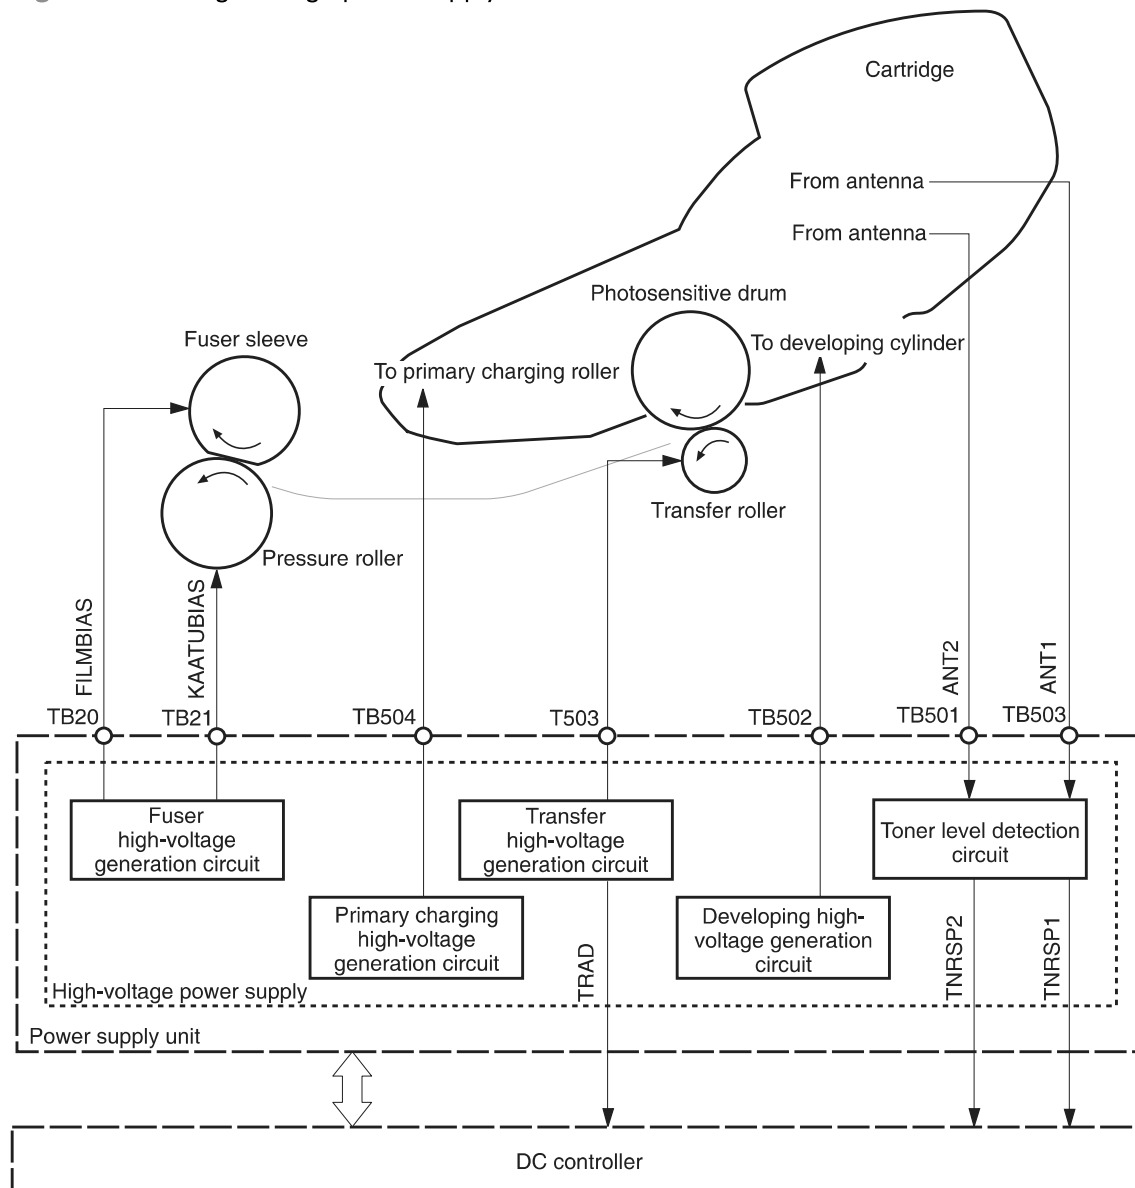 Cartridge
From antenna
From antenna
Photosensitive drum
Fuser sleeve
To developing cylinder
To primary charging roller
Transfer roller
Pressure roller
FILMBIAS
KAATUBIAS
ANT2
ANT1
TB20
TB21
TB504
T503
TB502
TB501
TB503
Fuser
high-voltage
generation circuit
Transfer
high-voltage
generation circuit
Toner level detection
circuit
Primary charging
high-voltage
generation circuit
Developing high-
voltage generation
circuit
TRAD
TNRSP2
TNRSP1
High-voltage power supply
Power supply unit
DC controller